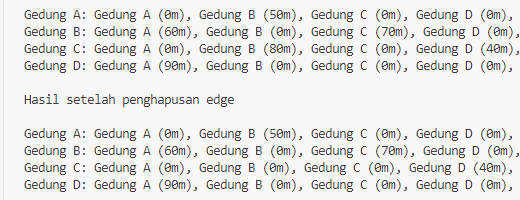 Gedung A: Gedung A (0m), Gedung B (50m), Gedung C (0m), Gedung D (0m),
Gedung B: Gedung A (60m), Gedung B (0m), Gedung C (70m), Gedung D (0m),
Gedung C: Gedung A (0m), Gedung B (80m), Gedung C (0m), Gedung D (40m),
Gedung D: Gedung A (90m), Gedung B (0m), Gedung C (0m), Gedung D (0m),
Hasil setelah penghapusan edge
Gedung A: Gedung A (0m), Gedung B (50m), Gedung C (0m), Gedung D (0m),
Gedung B: Gedung A (60m), Gedung B (0m), Gedung C (70m), Gedung D (0m),
Gedung C: Gedung A (0m), Gedung B (0m), Gedung C (0m), Gedung D (40m),
Gedung D: Gedung A (90m), Gedung B (0m), Gedung C (0m), Gedung D (0m),